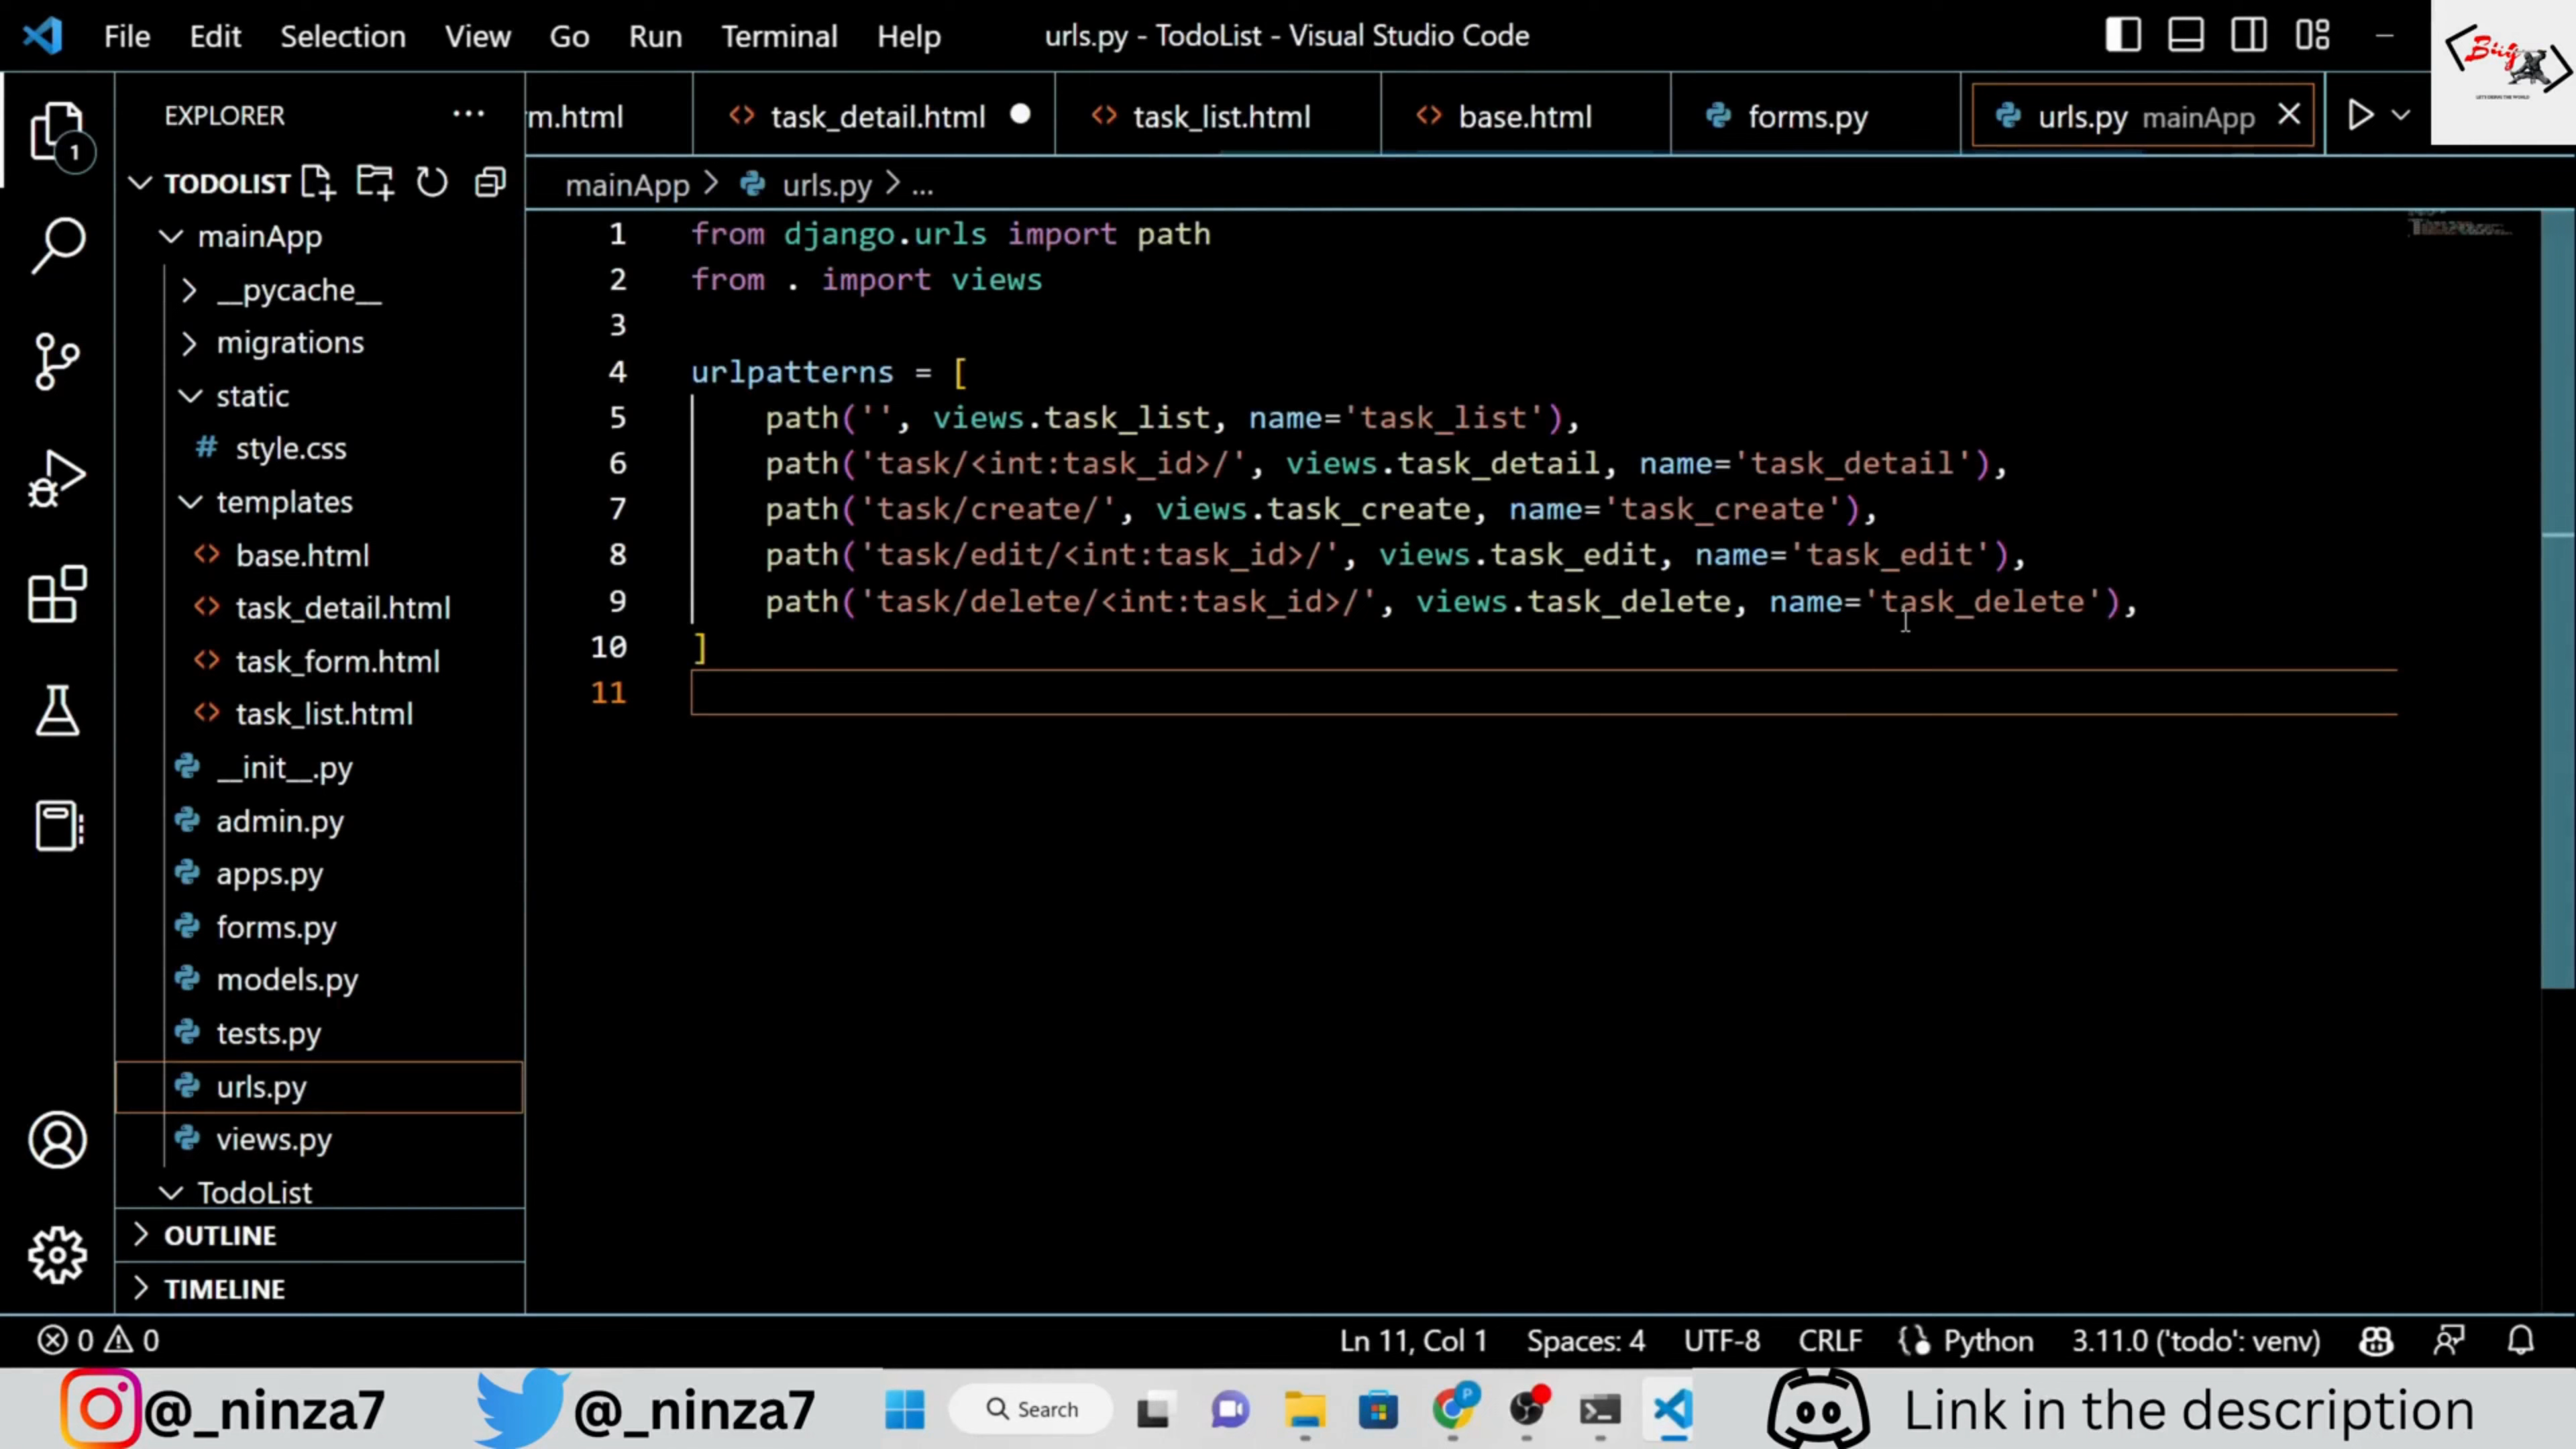 File Edit Selection View Go Run Terminal Help
urls.py - TodoList - Visual Studio Code
Bug
EXPLORER
rm.html
task_detail.html
task_list.html
base.html
forms.py
urls.py mainApp
TODOLIST
mainApp > urls.py > ...
mainApp
__pycache__
migrations
static
# style.css
templates
base.html
task_detail.html
task_form.html
task_list.html
__init__.py
admin.py
apps.py
forms.py
models.py
tests.py
urls.py
views.py
TodoList
OUTLINE
TIMELINE
1
1 from django.urls import path
2 from . import views
3
4 urlpatterns = [
5 path('', views.task_list, name='task_list'),
6 path('task/<int:task_id>/', views.task_detail, name='task_detail'),
7 path('task/create/', views.task_create, name='task_create'),
8 path('task/edit/<int:task_id>/', views.task_edit, name='task_edit'),
9 path('task/delete/<int:task_id>/', views.task_delete, name='task_delete'),
10 ]
11
0 0
Ln 11, Col 1 Spaces: 4 UTF-8 CRLF Python 3.11.0 ('todo': venv)
@_ninza7 @_ninza7
Search
P
Link in the description